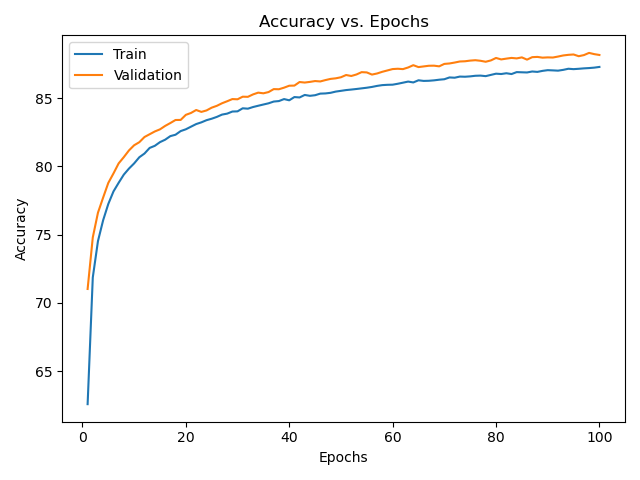 Accuracy vs. Epochs
Train
Validation
85
80
75
70
65
Accuracy
0 20 40 60 80 100
Epochs